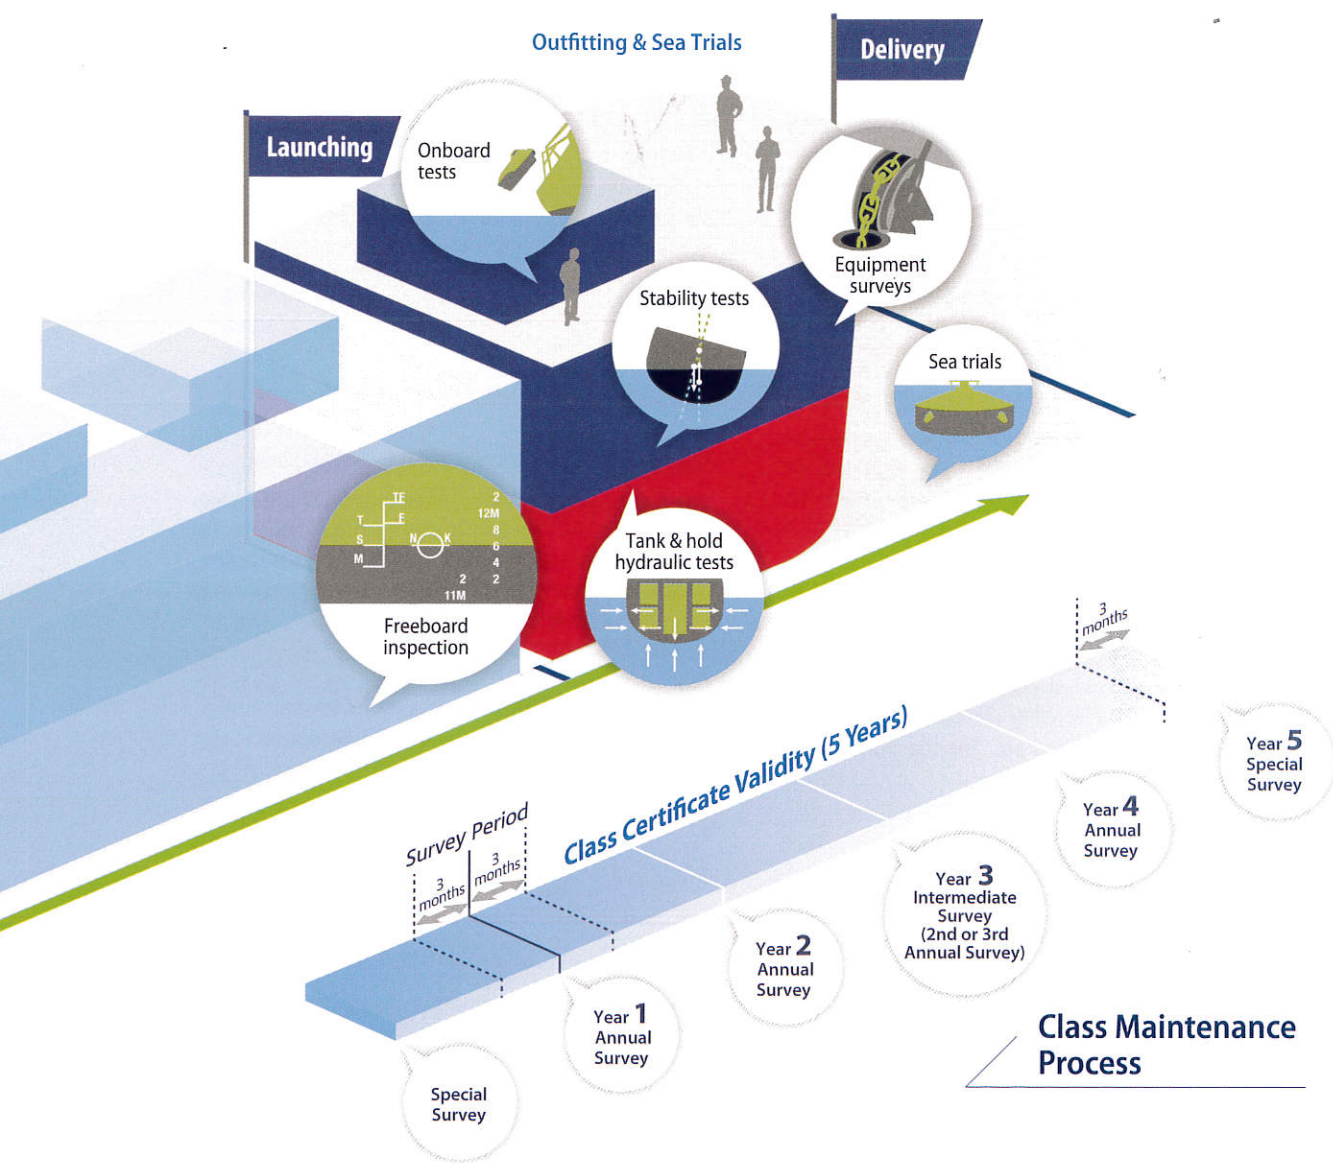 Outfitting & Sea Trials
Delivery
Launching
Onboard
tests
Equipment
surveys
Stability tests
Sea trials
TF
F
T
S
M
N K
2
12M
8
6
4
2
2
11M
Freeboard
inspection
Tank & hold
hydraulic tests
3
months
Class Certificate Validity (5 Years)
Survey Period
3
months
3
months
Special
Survey
Year 1
Annual
Survey
Year 2
Annual
Survey
Year 3
Intermediate
Survey
(2nd or 3rd
Annual Survey)
Year 4
Annual
Survey
Year 5
Special
Survey
Class Maintenance
Process